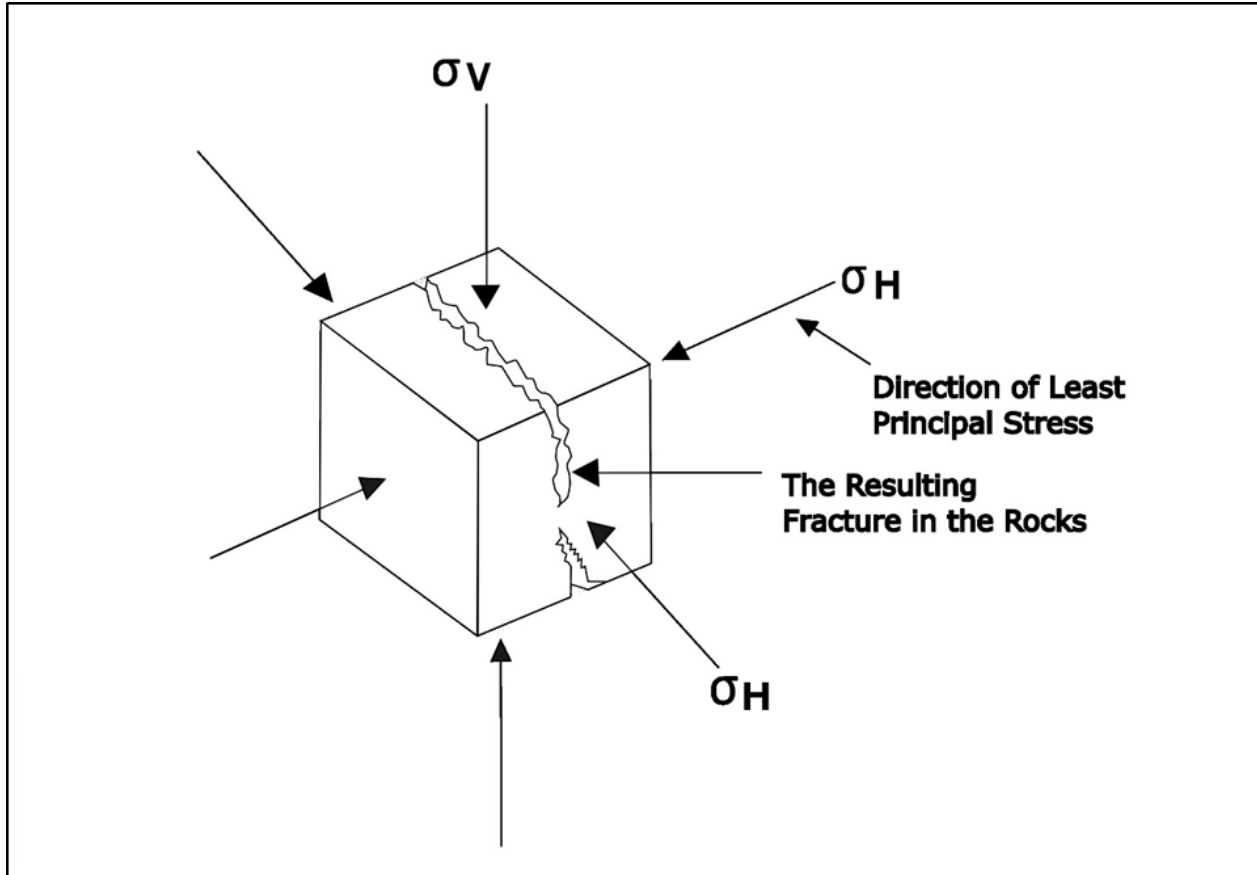 σV
σH
Direction of Least
Principal Stress
The Resulting
Fracture in the Rocks
σH